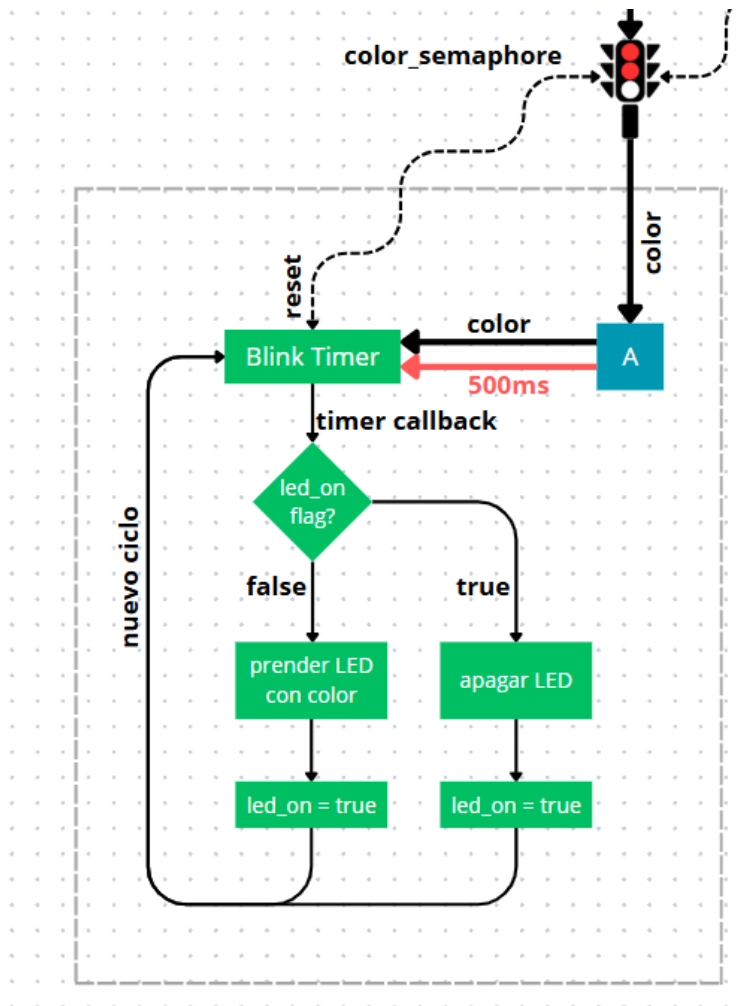 color_semaphore
color
reset
color
Blink Timer
A
500ms
timer callback
led_on
flag?
nuevo ciclo
false
true
prender LED
con color
apagar LED
led_on = true
led_on = true